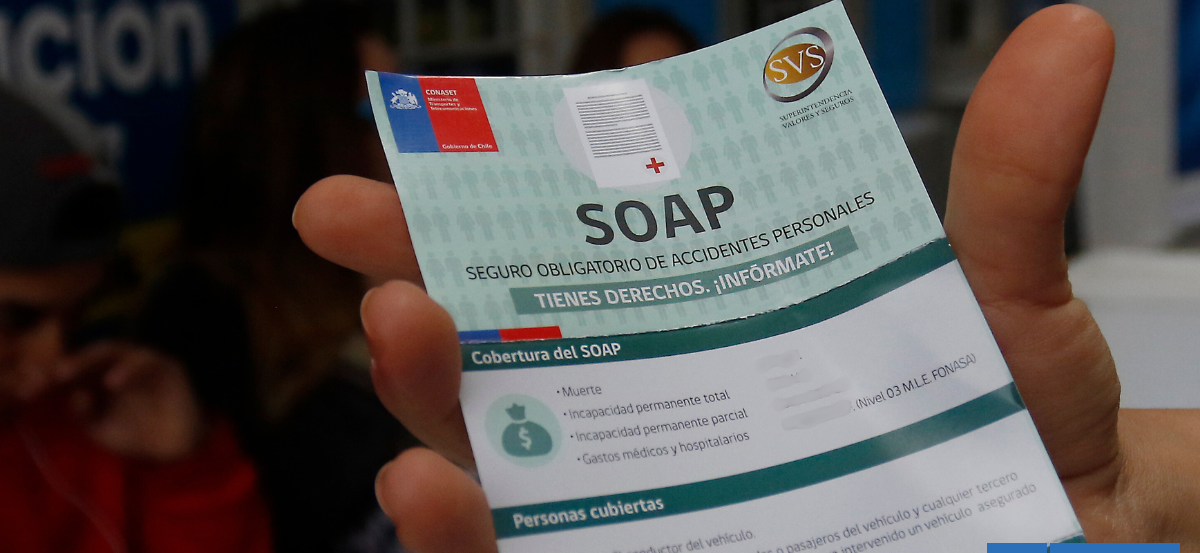 ación
CONASET
Ministerio de
Transportes y
Telecomunicaciones
Gobierno de Chile
SVS
SUPERINTENDENCIA
VALORES Y SEGUROS
SOAP
SEGURO OBLIGATORIO DE ACCIDENTES PERSONALES
TIENES DERECHOS. ¡INFÓRMATE!
Cobertura del SOAP
• Muerte
• Incapacidad permanente total
• Incapacidad permanente parcial
• Gastos médicos y hospitalarios
. (Nivel 03 M.L.E. FONASA)
$
Personas cubiertas
conductor del vehículo.
o pasajeros del vehículo y cualquier tercero
intervenido un vehículo asegurado